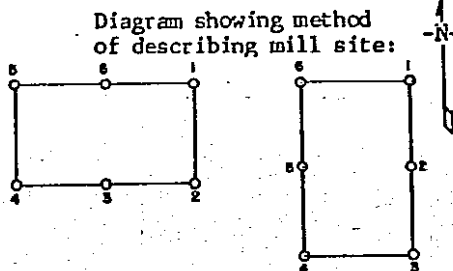 Diagram showing method
of describing mill site:
-N-
5 6 1
4 3 2
6 1
5 2
4 3